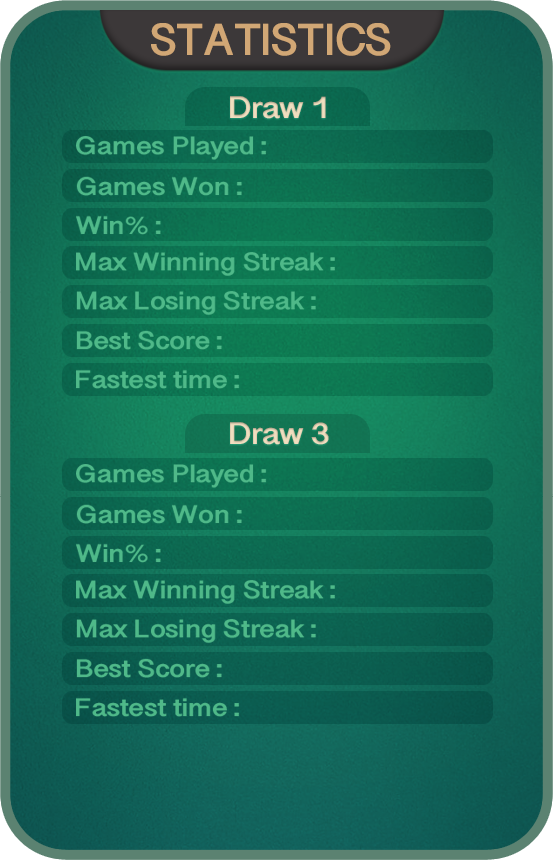 STATISTICS
Draw 1
Games Played :
Games Won :
Win% :
Max Winning Streak :
Max Losing Streak :
Best Score :
Fastest time :
Draw 3
Games Played :
Games Won :
Win% :
Max Winning Streak :
Max Losing Streak :
Best Score :
Fastest time :